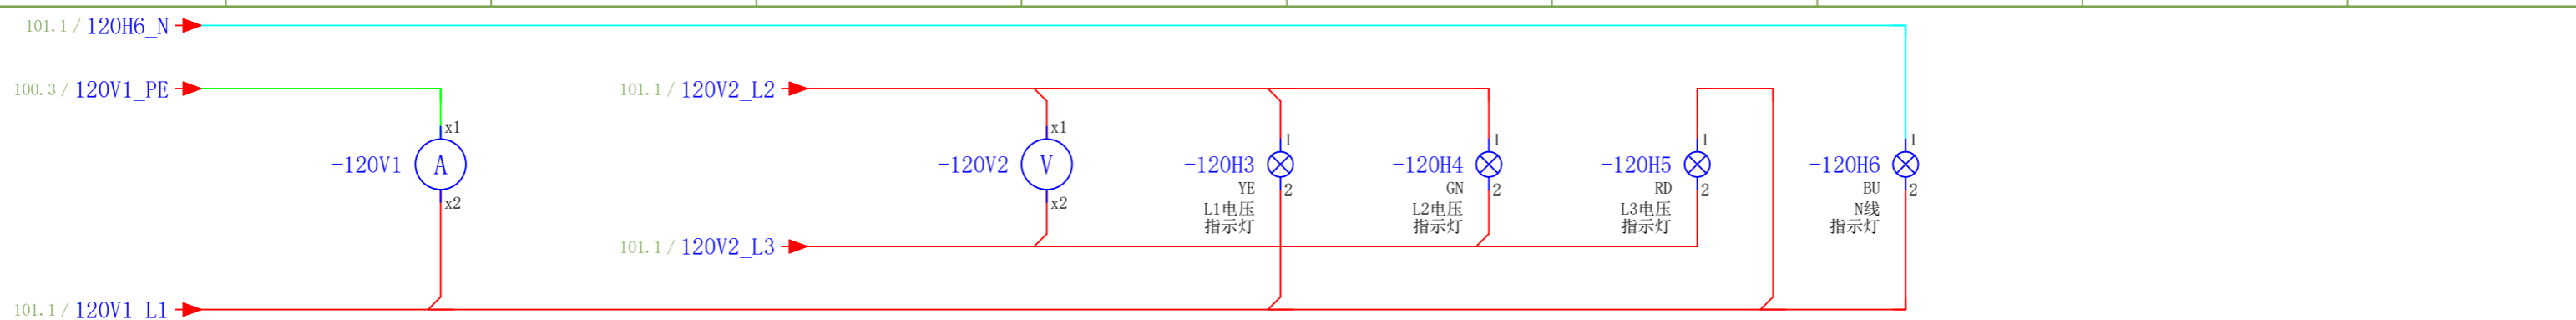 101.1 / 120H6_N
100.3 / 120V1_PE
101.1 / 120V2_L2
x1
x1
1
1
1
1
-120V1
A
-120V2
V
-120H3
-120H4
-120H5
-120H6
x2
x2
YE
2
GN
2
RD
2
BU
2
L1电压
指示灯
L2电压
指示灯
L3电压
指示灯
N线
指示灯
101.1 / 120V2_L3
101.1 / 120V1_L1